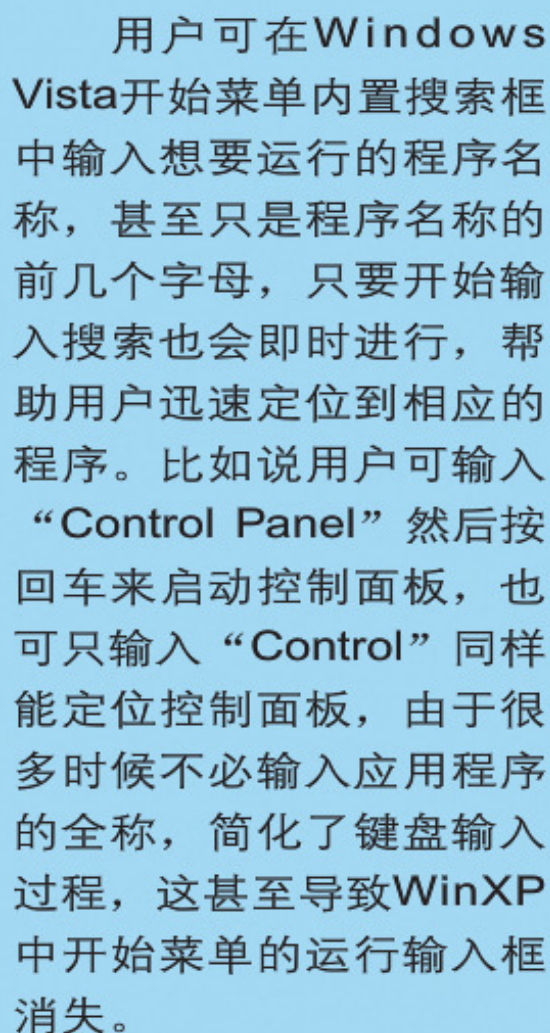 用户可在Windows
Vista开始菜单内置搜索框
中输入想要运行的程序名
称，甚至只是程序名称的
前几个字母，只要开始输
入搜索也会即时进行，帮
助用户迅速定位到相应的
程序。比如说用户可输入
“Control Panel”然后按
回车来启动控制面板，也
可只输入“Control”同样
能定位控制面板，由于很
多时候不必输入应用程序
的全称，简化了键盘输入
过程，这甚至导致WinXP
中开始菜单的运行输入框
消失。